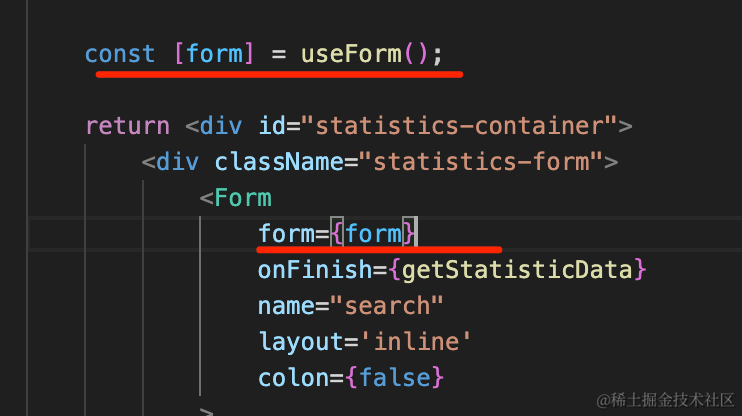 const [form] = useForm();
return <div id="statistics-container">
<div className="statistics-form">
<Form
form={form}
onFinish={getStatisticData}
name="search"
layout='inline'
colon={false}
>
@稀土掘金技术社区